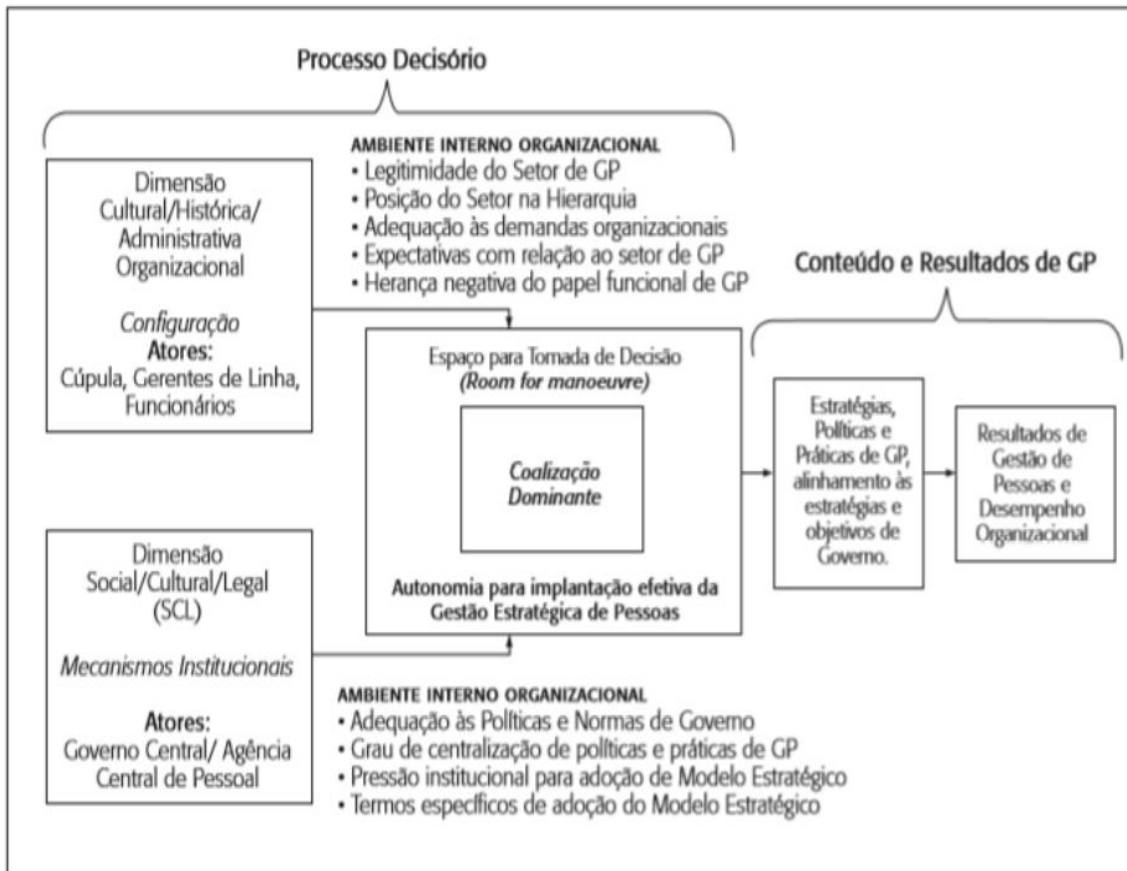 Processo Decisório
Dimensão
Cultural/Histórica/
Administrativa
Organizacional
Configuração
Atores:
Cúpula, Gerentes de Linha,
Funcionários
AMBIENTE INTERNO ORGANIZACIONAL
• Legitimidade do Setor de GP
• Posição do Setor na Hierarquia
• Adequação às demandas organizacionais
• Expectativas com relação ao setor de GP
• Herança negativa do papel funcional de GP
Espaço para Tomada de Decisão
(Room for manoeuvre)
Coalização
Dominante
Autonomia para implantação efetiva da
Gestão Estratégica de Pessoas
Conteúdo e Resultados de GP
Estratégias,
Políticas e
Práticas de GP,
alinhamento às
estratégias e
objetivos de
Governo.
Resultados de
Gestão de
Pessoas e
Desempenho
Organizacional
Dimensão
Social/Cultural/Legal
(SCL)
Mecanismos Institucionais
Atores:
Governo Central/ Agência
Central de Pessoal
AMBIENTE INTERNO ORGANIZACIONAL
• Adequação às Políticas e Normas de Governo
• Grau de centralização de políticas e práticas de GP
• Pressão institucional para adoção de Modelo Estratégico
• Termos específicos de adoção do Modelo Estratégico